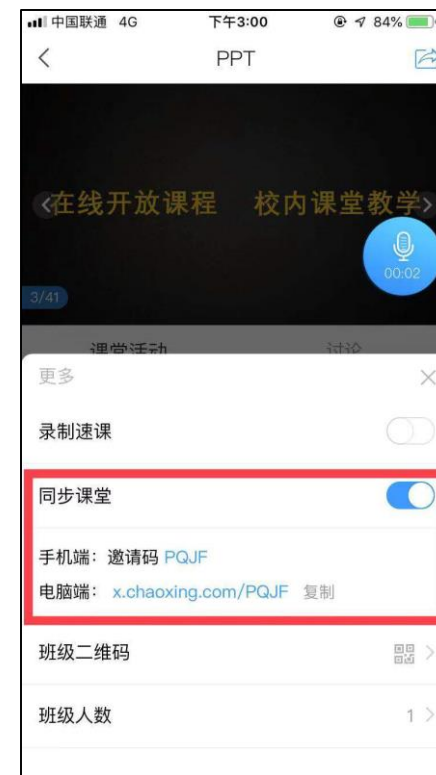 中国联通 4G 下午3:00 84%
PPT
在线开放课程 校内课堂教学
00:02
3/41
课堂活动 讨论
更多
录制速课
同步课堂
手机端：邀请码 PQJF
电脑端： x.chaoxing.com/PQJF 复制
班级二维码
班级人数 1